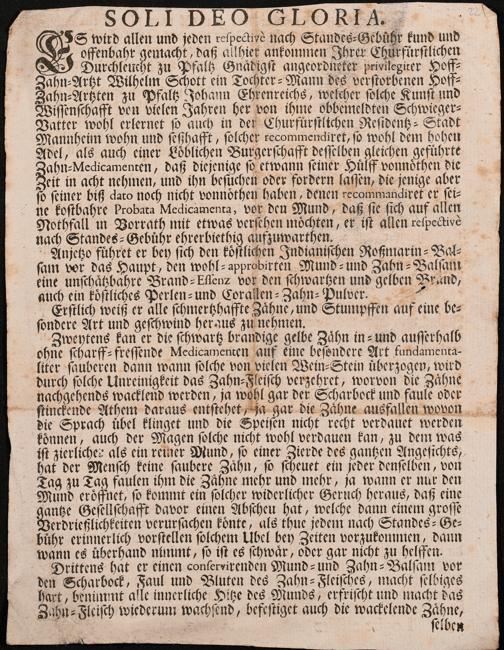 SOLI DEO GLORIA.
ES wird allen und jeden respectivè nach Standes-Gebühr kund und
offenbahr gemacht, daß allhier ankommen Ihrer Churfürstlichen
Durchleucht zu Pfaltz Gnädigst angeordneter privilegiter Hoff-
Zahn-Artzt Wilhelm Schott ein Tochter-Mann des verstorbenen Hoff-
Zahn-Artzten zu Pfaltz Johann Ehrenreichs, welcher solche Kunst und
Wissenschafft von vielen Jahren her von ihme obbemeldten Schwieger-
Vatter wohl erlernet so auch in der Churfürstlichen Residentz-Stadt
Mannheim wohn und seßhafft, solcher recommendiret, so wohl dem hohen
Adel, als auch einer Löblichen Burgerschafft desselben gleichen geführte
Zahn-Medicamenten, daß diejenige so etwann seiner Hülff vonnöthen die
Zeit in acht nehmen, und ihn besuchen oder fordern lassen, die jenige aber
so seiner biß dato noch nicht vonnöthen haben, denen recommandiret er sei-
ne kostbahre Probata Medicamenta, vor den Mund, daß sie sich auf allen
Nothfall in Vorrath mit etwas versehen möchten, er ist allen respectivè
nach Standes-Gebühr ehrerbiethig aufzuwarthen.
Anjetzo führet er bey sich den köstlichen Indianischen Roßmarin-Bal-
sam vor das Haupt, den wohl-approbirten Mund- und Zahn-Balsam
eine unschätzbahre Brand-Essenz vor den schwartzen und gelben Brand,
auch ein köstliches Perlen- und Corallen-Zahn-Pulver.
Erstlich weiß er alle schmertzhaffte Zähne, und Stumpffen auf eine be-
sondere Art und geschwind heraus zu nehmen.
Zweytens kan er die schwartz brandige gelbe Zähn in- und ausserhalb
ohne scharff-fressende Medicamenten auf eine besondere Art fundamenta-
liter sauberen dann wann solche von vielen Wein-Stein überzogen, wird
durch solche Unreinigkeit das Zahn-Fleisch verzehret, worvon die Zähne
nachgehends wacklend werden, ja wohl gar der Scharbock und faule oder
stinckende Athem daraus entstehet, ja gar die Zähne ausfallen wovon
die Sprach übel klinget und die Speisen nicht recht verdauet werden
können, auch der Magen solche nicht wohl verdauen kan, zu dem was
ist zierlicher als ein reiner Mund, so einer Zierde des gantzen Angesichts,
hat der Mensch keine saubere Zähn, so scheuet ein jeder denselben, von
Tag zu Tag faulen ihm die Zähne mehr und mehr, ja wann er nur den
Mund eröffnet, so kommt ein solcher widerlicher Geruch heraus, daß eine
gantze Gesellschafft davor einen Abscheu hat, welche dann einem grosse
Verdrießlichkeiten verursachen könte, als thue jedem nach Standes-Ge-
bühr erinnerlich vorstellen solchem Ubel bey Zeiten vorzukommen, dann
wann es überhand nimmt, so ist es schwär, oder gar nicht zu helffen.
Drittens hat er einen conservirenden Mund- und Zahn-Balsam vor
den Scharbock, Faul und Bluten des Zahn-Fleisches, macht selbiges
hart, benimmt alle innerliche Hitze des Munds, erfrischt und macht das
Zahn-Fleisch wiederum wachsend, befestiget auch die wackelende Zähne,
selben